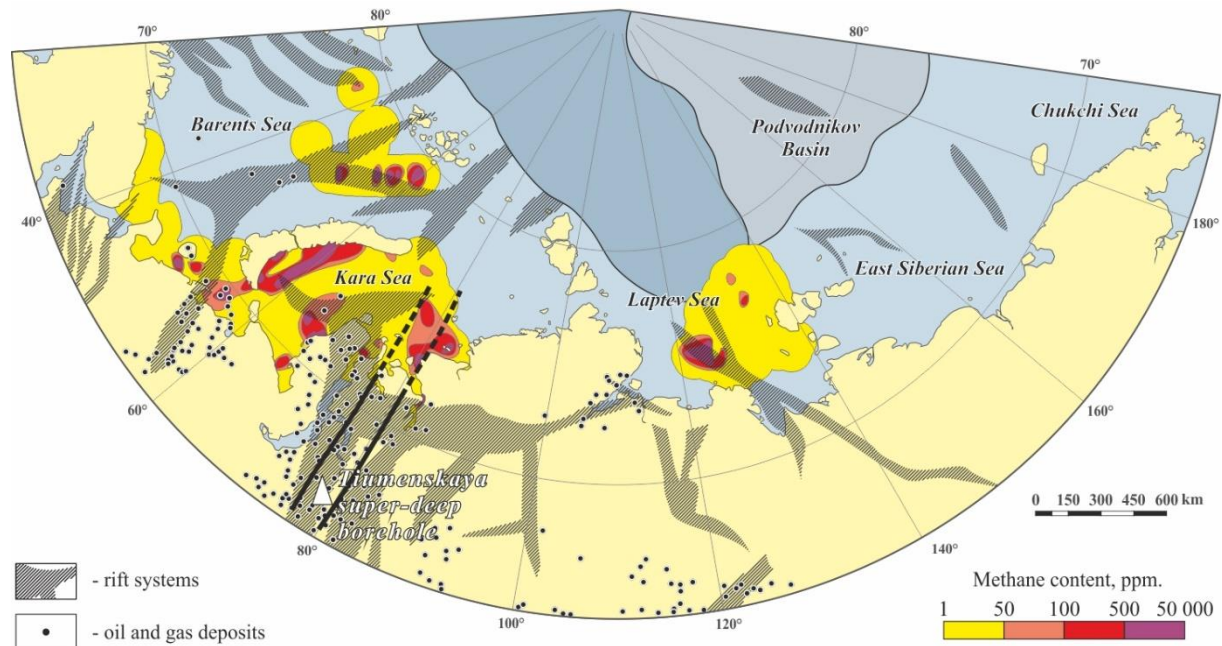 80°
70°
80°
70°
Chukchi Sea
Barents Sea
Podvodnikov
Basin
40°
180°
Kara Sea
East Siberian Sea
Laptev Sea
60°
160°
Tiumenskaya
super-deep
borehole
0 150 300 450 600 km
80°
140°
- rift systems
Methane content, ppm.
100°
120°
1 50 100 500 50 000
- oil and gas deposits